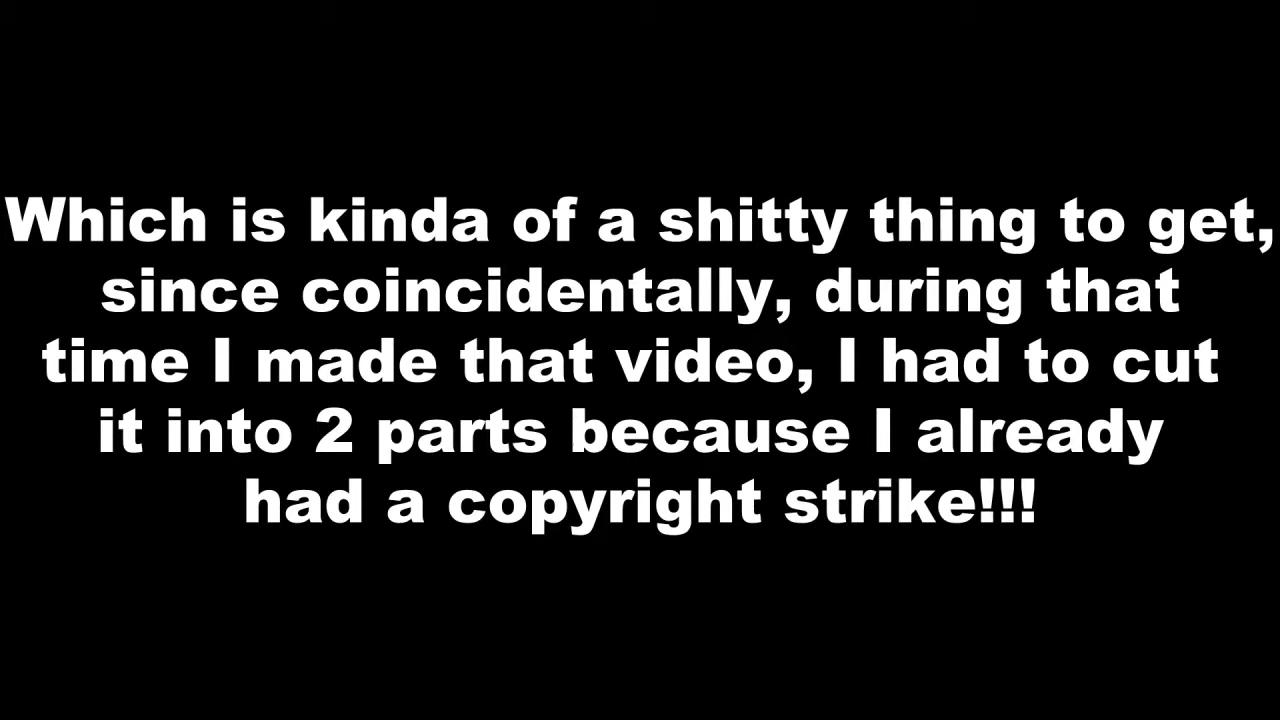 Which is kinda of a shitty thing to get,
since coincidentally, during that
time I made that video, I had to cut
it into 2 parts because I already
had a copyright strike!!!